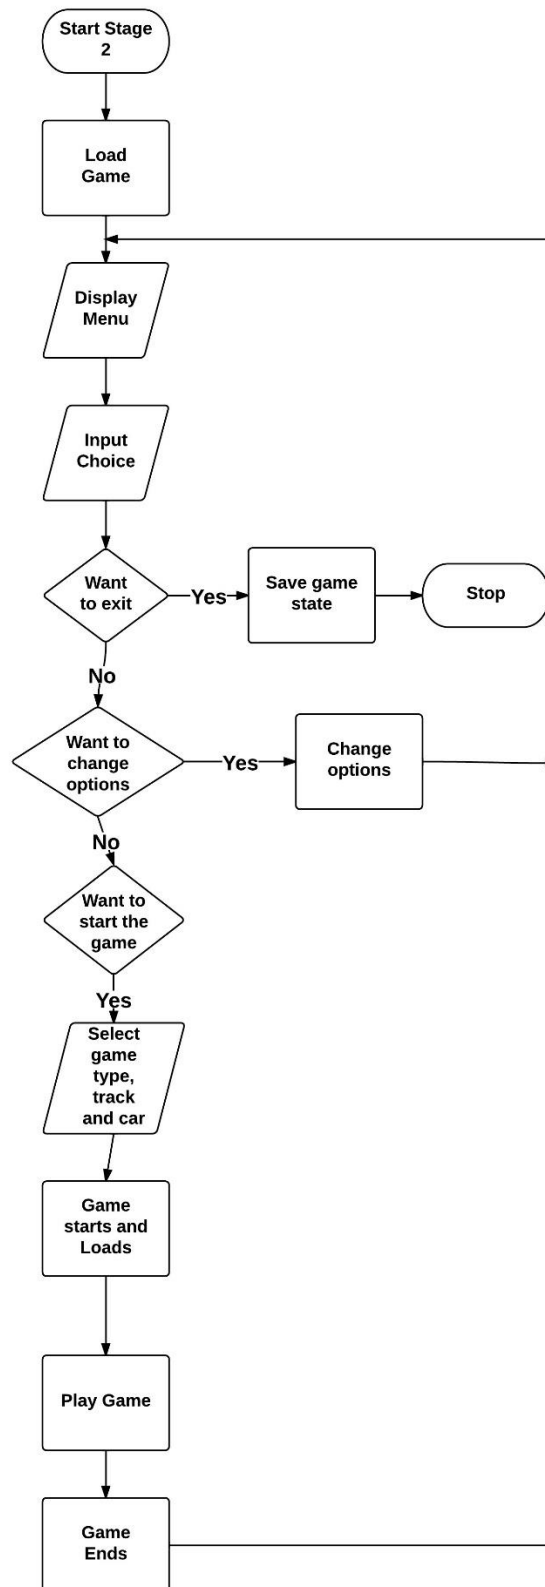 Start Stage
2
Load
Game
Display
Menu
Input
Choice
Want
to exit
Yes
Save game
state
Stop
No
Want to
change
options
Yes
Change
options
No
Want to
start the
game
Yes
Select
game
type,
track
and car
Game
starts and
Loads
Play Game
Game
Ends